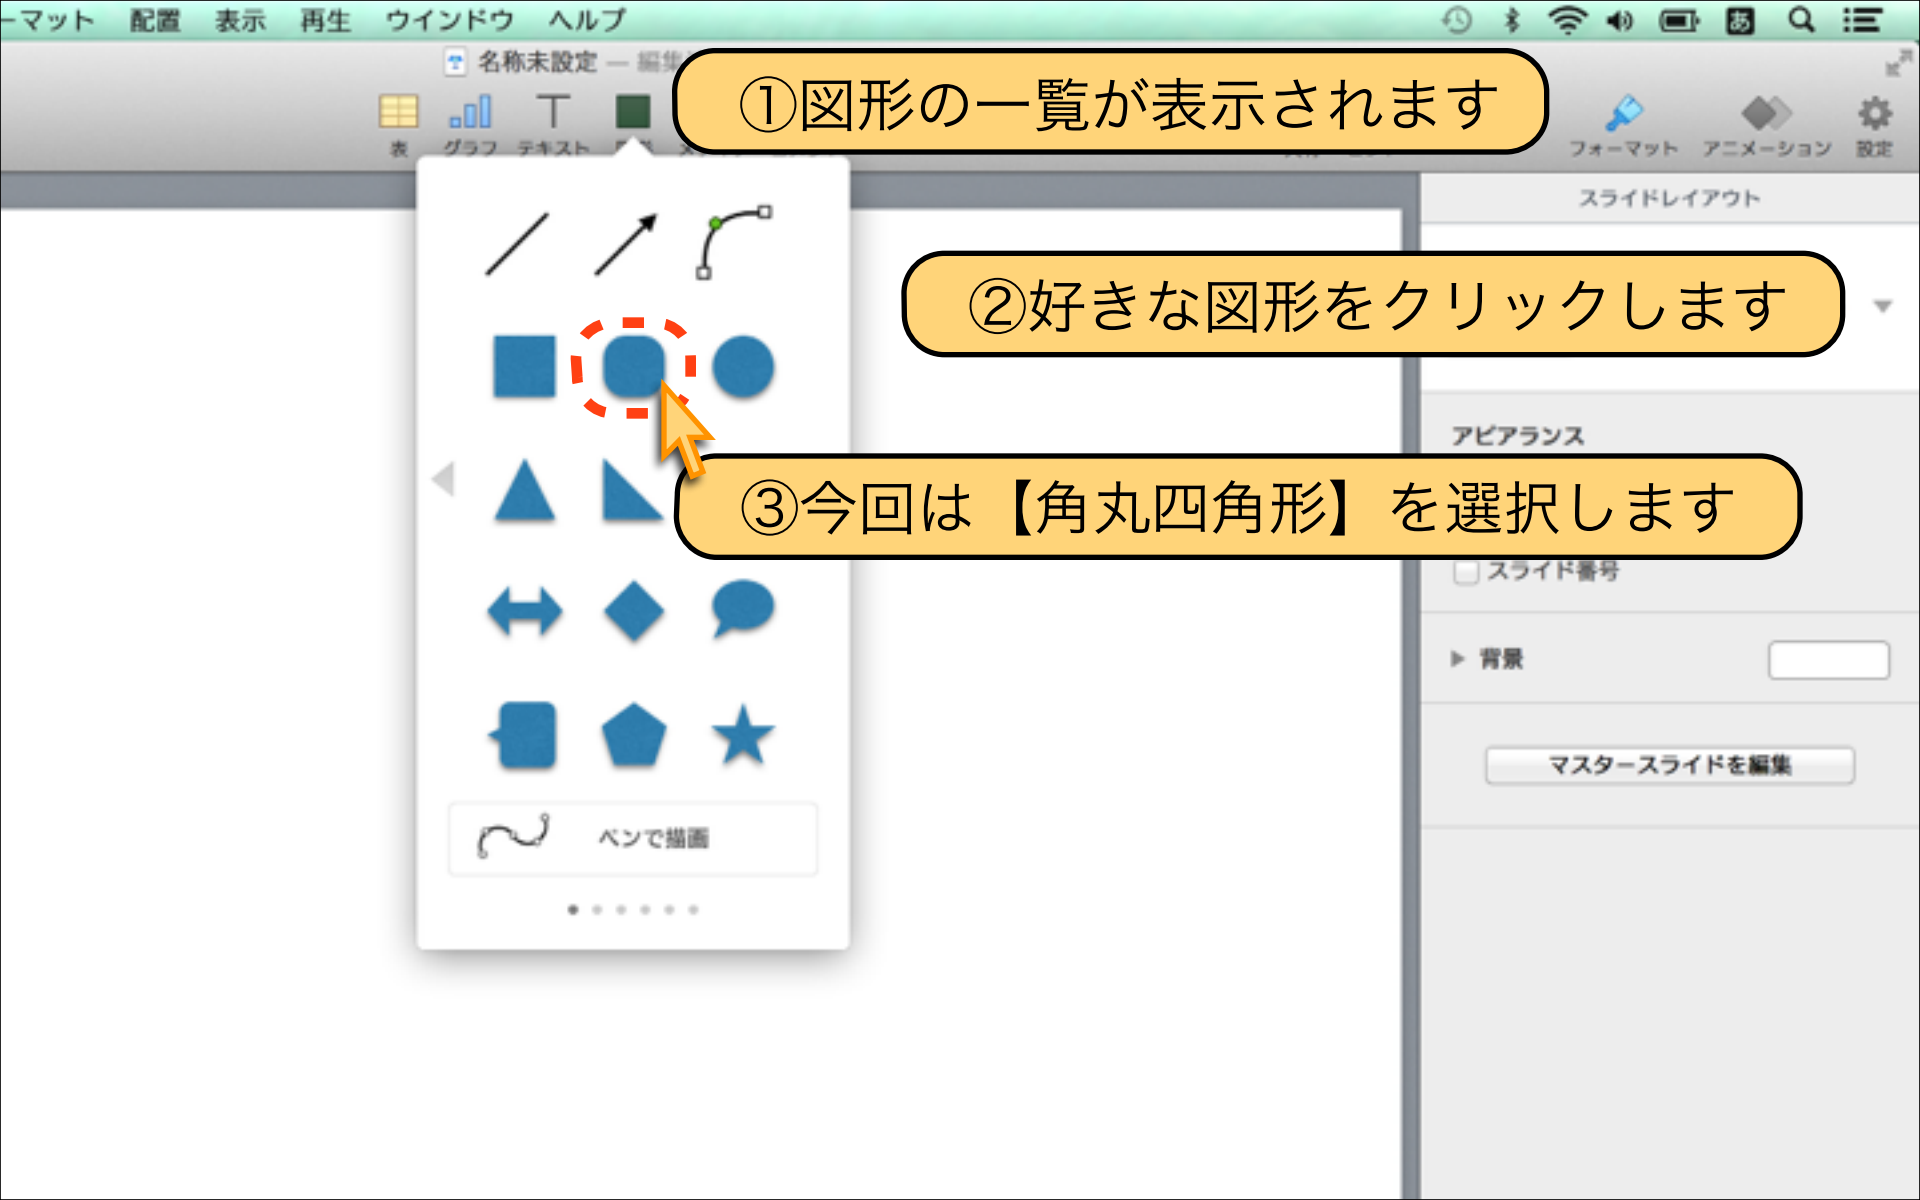 ーマット 配置 表示 再生 ウインドウ ヘルプ あ
名称未設定 — 編集
①図形の一覧が表示されます
表 グラフ テキスト
フォーマット アニメーション 設定
スライドレイアウト
②好きな図形をクリックします
アピアランス
③今回は【角丸四角形】を選択します
スライド番号
背景
マスタースライドを編集
ペンで描画